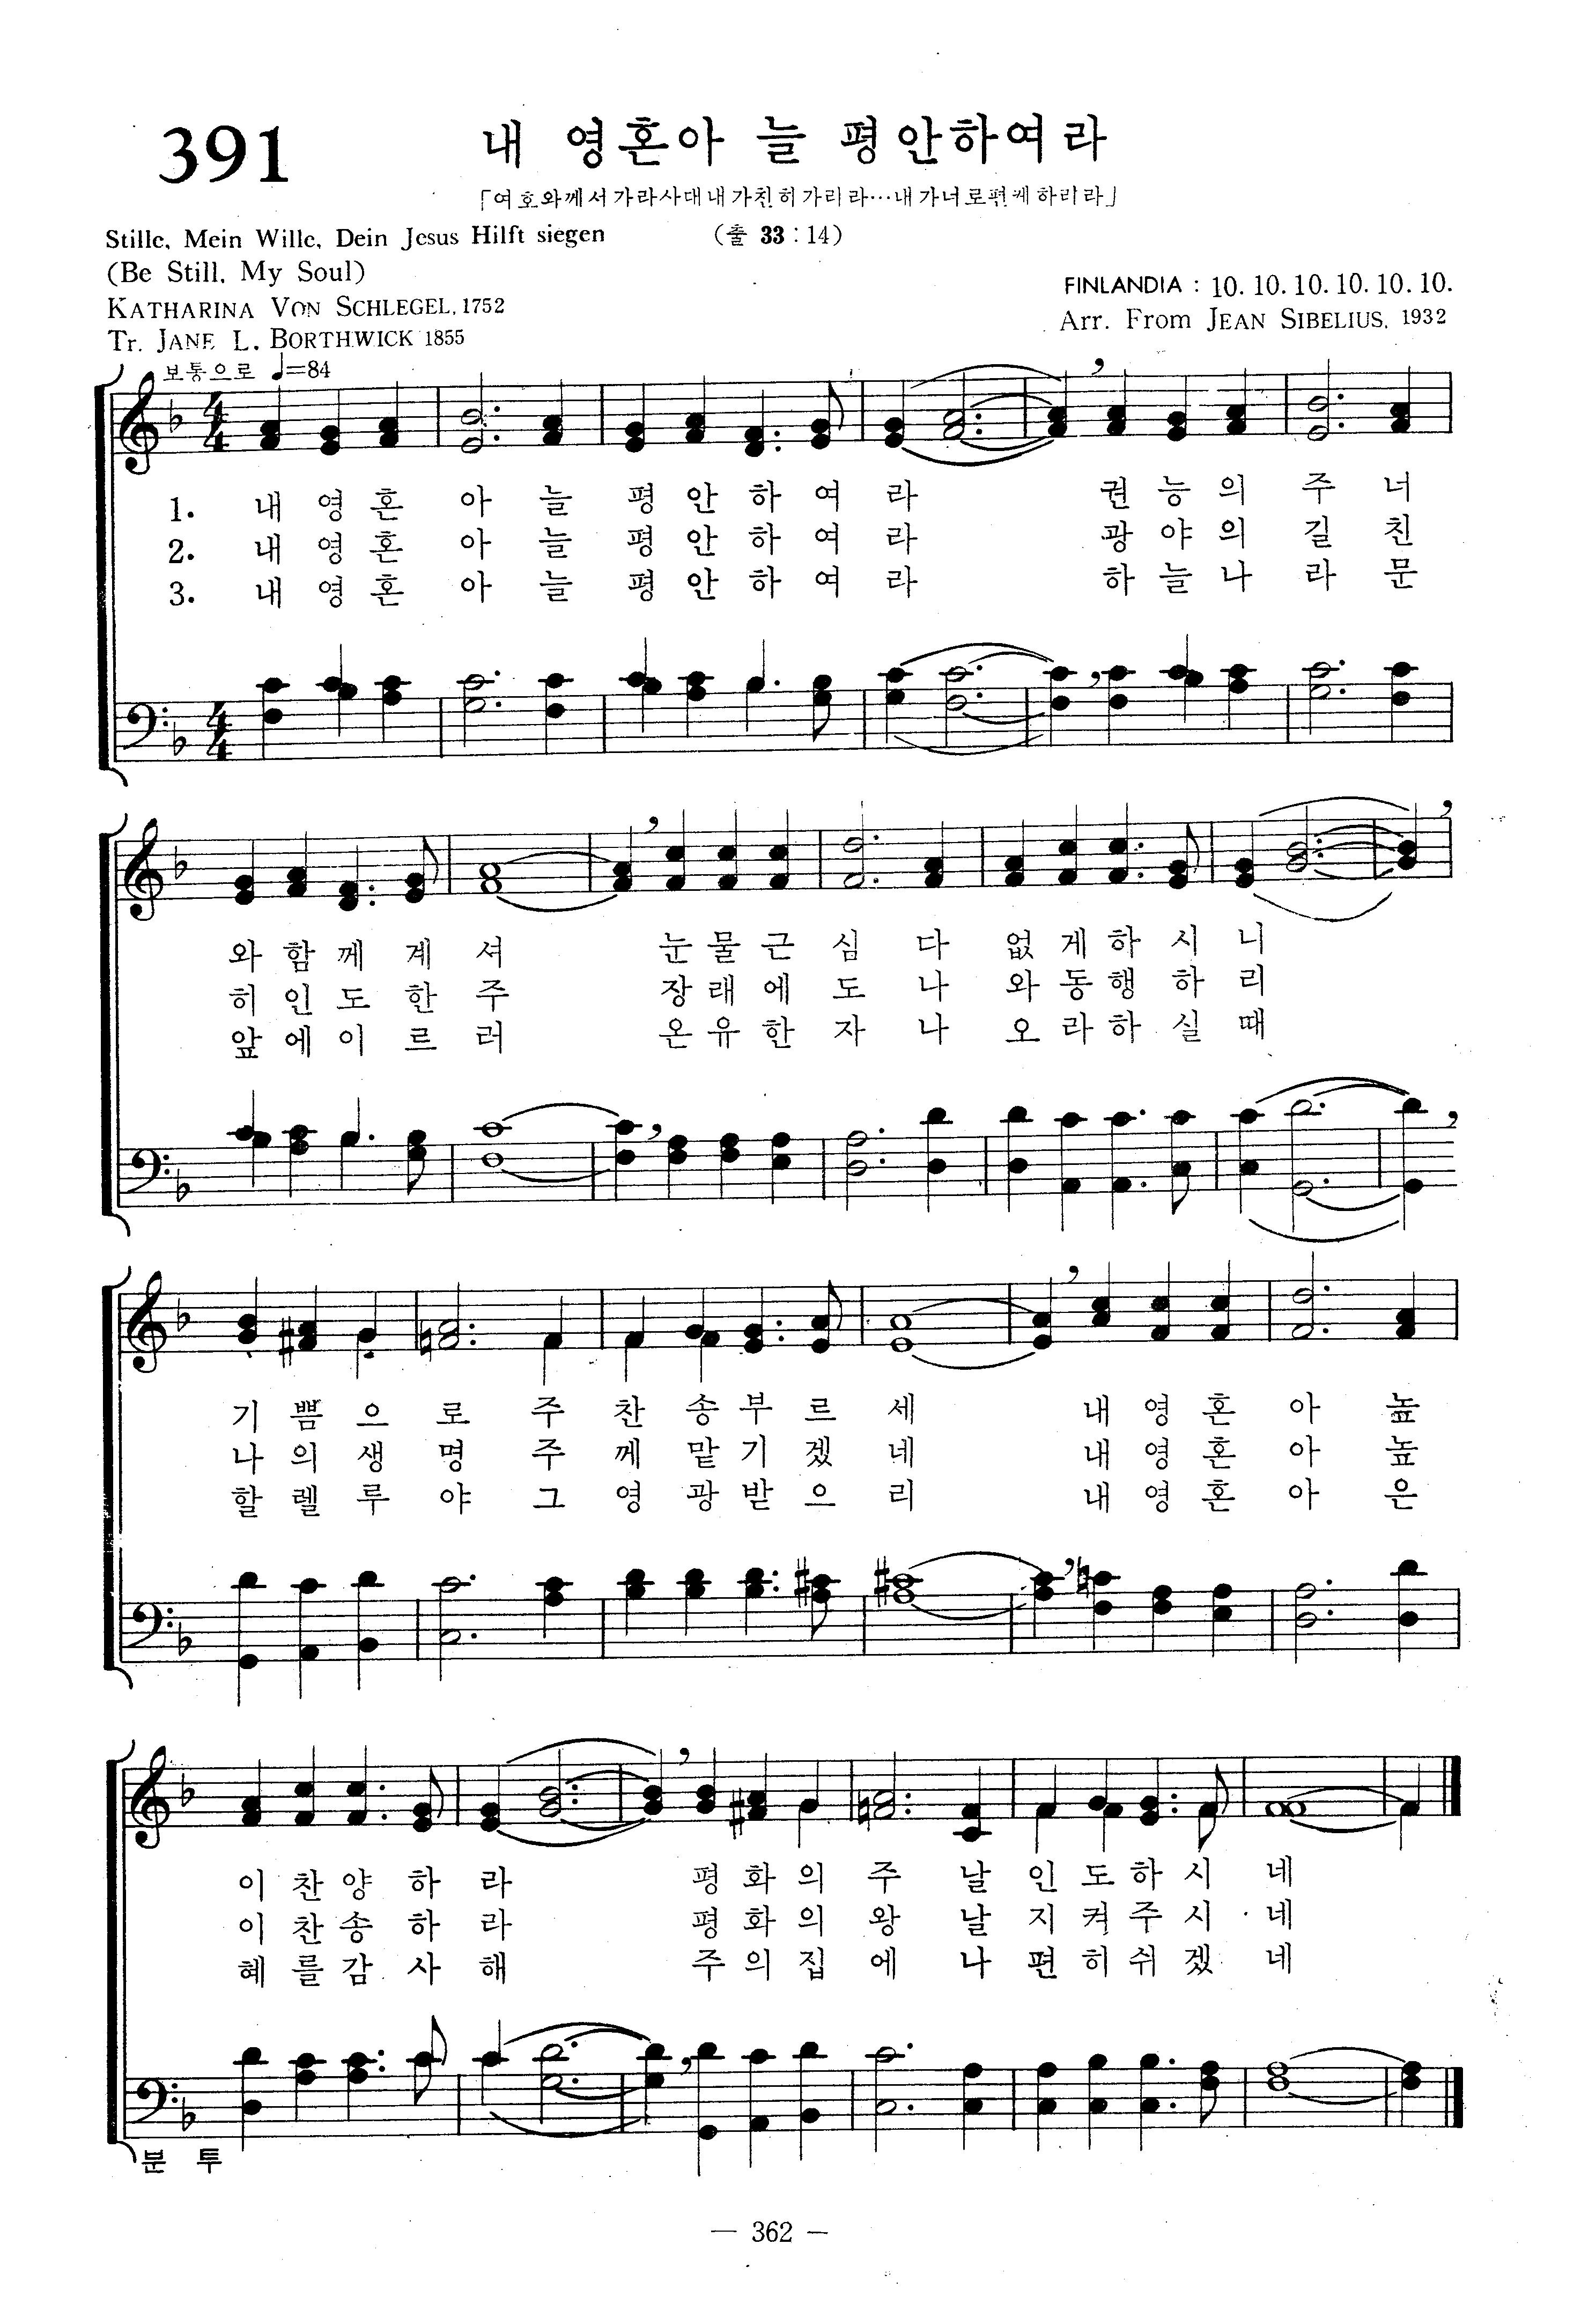 391
내 영혼아 늘 평안하여라
「여호와께서가라사대내가친히가리라…내가너로편케하리라」
Stille, Mein Wille, Dein Jesus Hilft siegen
(출 33 : 14)
(Be Still, My Soul)
KATHARINA VON SCHLEGEL, 1752
Tr. JANE L. BORTHWICK 1855
FINLANDIA : 10. 10. 10. 10. 10. 10.
Arr. From JEAN SIBELIUS, 1932
보통으로 ♩=84
1. 내 영 혼 아 늘 평 안 하 여 라 권 능 의 주 너
2. 내 영 혼 아 늘 평 안 하 여 라 광 야 의 길 친
3. 내 영 혼 아 늘 평 안 하 여 라 하 늘 나 라 문
와 함 께 계 셔 눈 물 근 심 다 없 게 하 시 니
히 인 도 한 주 장 래 에 도 나 와 동 행 하 리
앞 에 이 르 러 온 유 한 자 나 오 라 하 실 때
기 쁨 으 로 주 찬 송 부 르 세 내 영 혼 아 높
나 의 생 명 주 께 맡 기 겠 네 내 영 혼 아 높
할 렐 루 야 그 영 광 받 으 리 내 영 혼 아 은
이 찬 양 하 라 평 화 의 주 날 인 도 하 시 네
이 찬 송 하 라 평 화 의 왕 날 지 켜 주 시 네
혜 를 감 사 해 주 의 집 에 나 편 히 쉬 겠 네
분 투
— 362 —